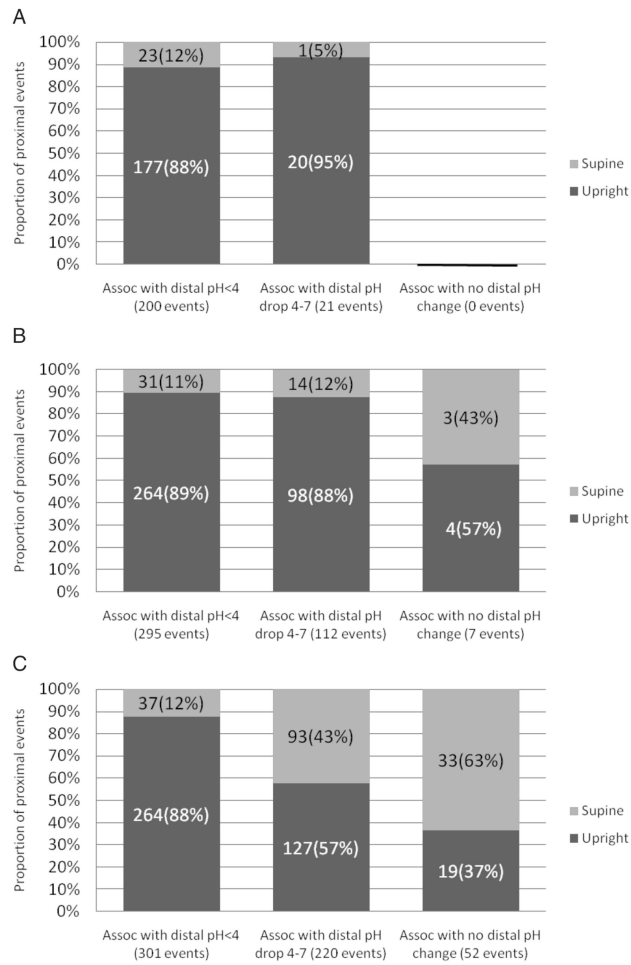 A
Proportion of proximal events
100%
90%
80%
70%
60%
50%
40%
30%
20%
10%
0%
23(12%)
1(5%)
177(88%)
20(95%)
Supine
Upright
Assoc with distal pH<4
(200 events)
Assoc with distal pH
drop 4-7 (21 events)
Assoc with no distal pH
change (0 events)
B
Proportion of proximal events
100%
90%
80%
70%
60%
50%
40%
30%
20%
10%
0%
31(11%)
14(12%)
3(43%)
264(89%)
98(88%)
4(57%)
Supine
Upright
Assoc with distal pH<4
(295 events)
Assoc with distal pH
drop 4-7 (112 events)
Assoc with no distal pH
change (7 events)
C
Proportion of proximal events
100%
90%
80%
70%
60%
50%
40%
30%
20%
10%
0%
37(12%)
93(43%)
33(63%)
264(88%)
127(57%)
19(37%)
Supine
Upright
Assoc with distal pH<4
(301 events)
Assoc with distal pH
drop 4-7 (220 events)
Assoc with no distal pH
change (52 events)